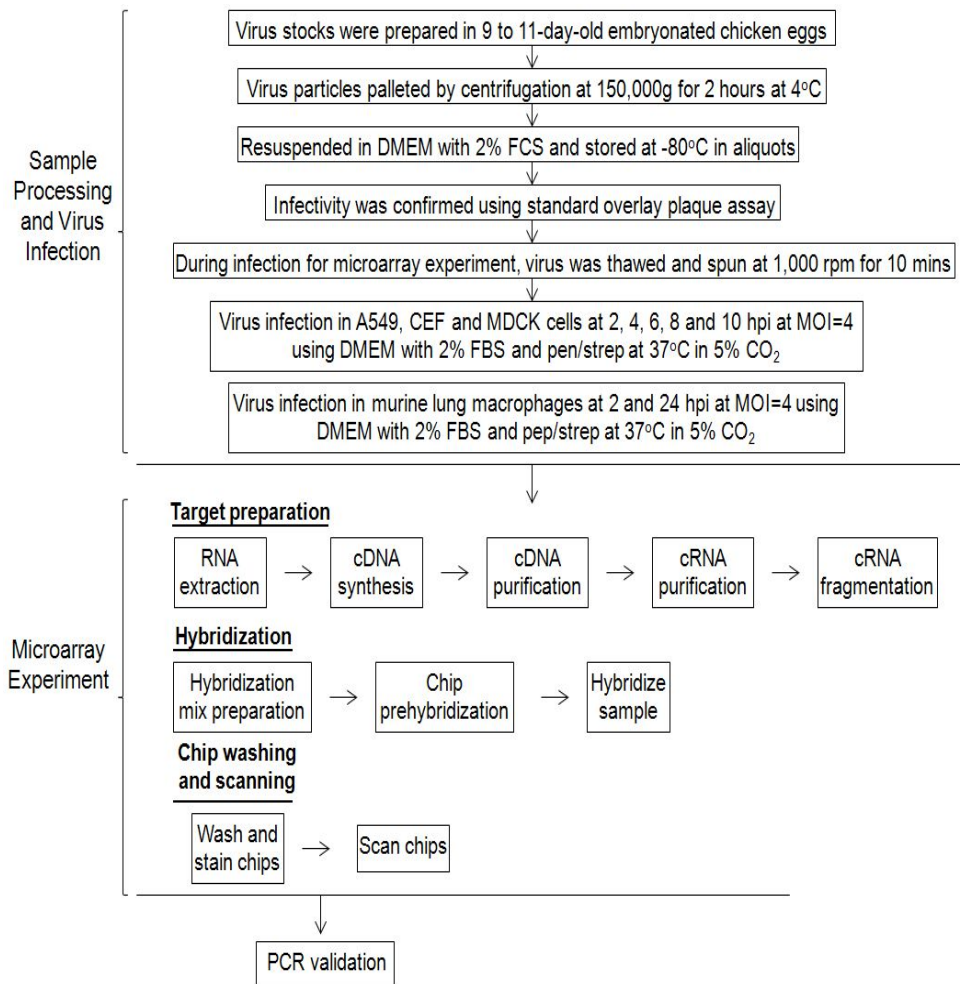 Virus stocks were prepared in 9 to 11-day-old embryonated chicken eggs
Virus particles palleted by centrifugation at 150,000g for 2 hours at 4°C
Resuspended in DMEM with 2% FCS and stored at -80°C in aliquots
Infectivity was confirmed using standard overlay plaque assay
During infection for microarray experiment, virus was thawed and spun at 1,000 rpm for 10 mins
Virus infection in A549, CEF and MDCK cells at 2, 4, 6, 8 and 10 hpi at MOI=4
using DMEM with 2% FBS and pen/strep at 37°C in 5% CO₂
Virus infection in murine lung macrophages at 2 and 24 hpi at MOI=4 using
DMEM with 2% FBS and pep/strep at 37°C in 5% CO₂
Sample
Processing
and Virus
Infection
Microarray
Experiment
Target preparation
RNA
extraction
cDNA
synthesis
cDNA
purification
cRNA
purification
cRNA
fragmentation
Hybridization
Hybridization
mix preparation
Chip
prehybridization
Hybridize
sample
Chip washing
and scanning
Wash and
stain chips
Scan chips
PCR validation